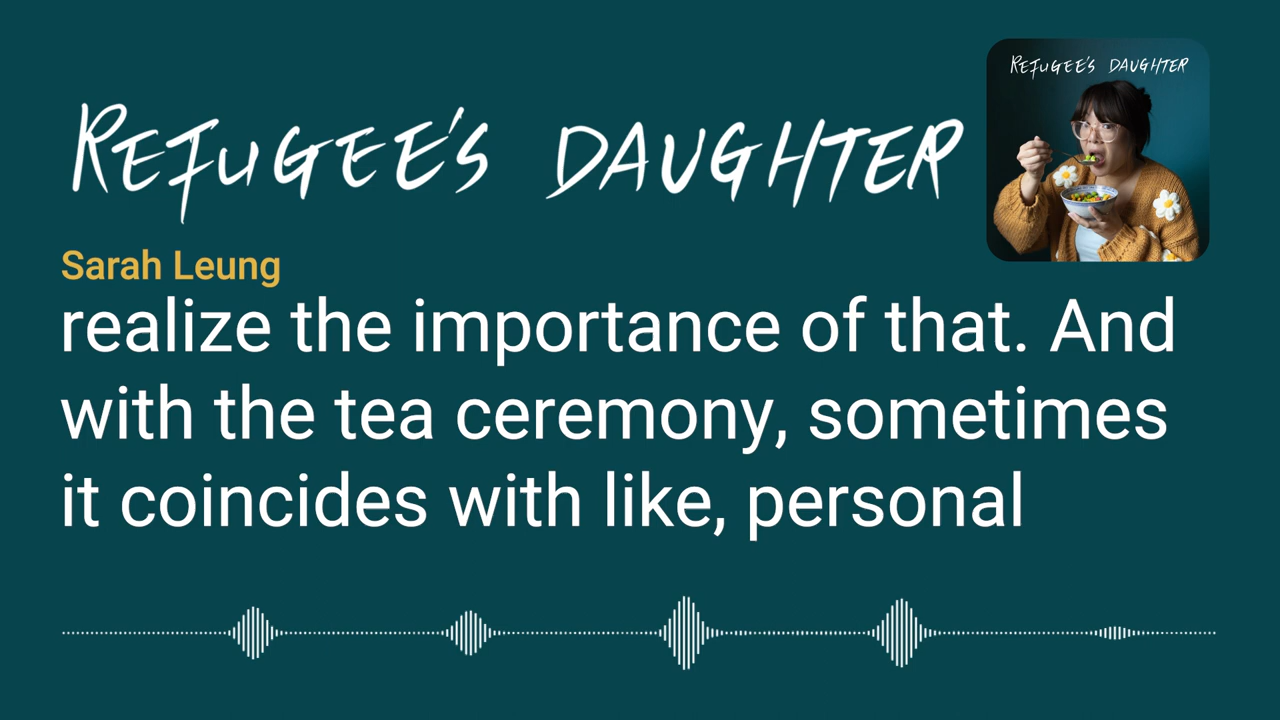 REFUGEE'S DAUGHTER
REFUGEE'S DAUGHTER
Sarah Leung
realize the importance of that. And
with the tea ceremony, sometimes
it coincides with like, personal